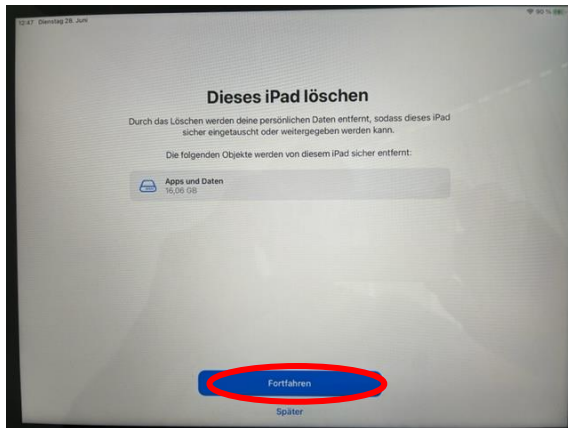 12:47 Dienstag 28. Juni
90 %
Dieses iPad löschen
Durch das Löschen werden deine persönlichen Daten entfernt, sodass dieses iPad
sicher eingetauscht oder weitergegeben werden kann.
Die folgenden Objekte werden von diesem iPad sicher entfernt:
Apps und Daten
16,06 GB
Fortfahren
Später